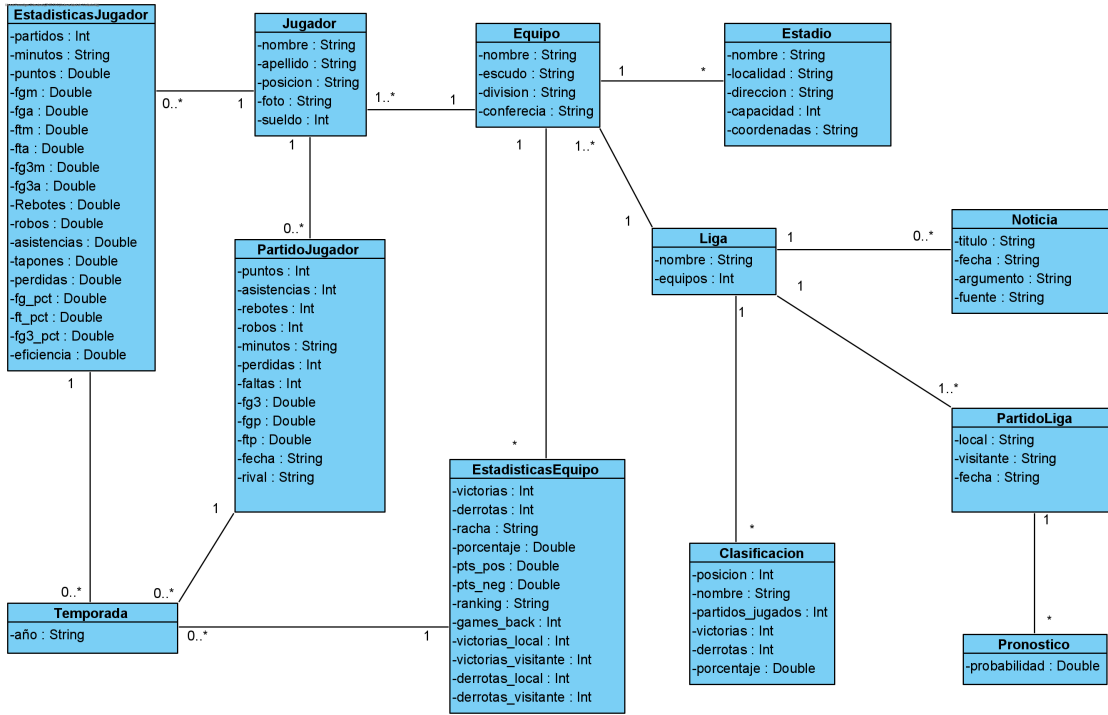 EstadisticasJugador
-partidos : Int
-minutos : String
-puntos : Double
-fgm : Double
-fga : Double
-ftm : Double
-fta : Double
-fg3m : Double
-fg3a : Double
-Rebotes : Double
-robos : Double
-asistencias : Double
-tapones : Double
-perdidas : Double
-fg_pct : Double
-ft_pct : Double
-fg3_pct : Double
-eficiencia : Double
0..*
1
1
0..*
Jugador
-nombre : String
-apellido : String
-posicion : String
-foto : String
-sueldo : Int
1..*
1
1
0..*
PartidoJugador
-puntos : Int
-asistencias : Int
-rebotes : Int
-robos : Int
-minutos : String
-perdidas : Int
-faltas : Int
-fg3 : Double
-fgp : Double
-ftp : Double
-fecha : String
-rival : String
1
0..*
Temporada
-año : String
0..*
1
Equipo
-nombre : String
-escudo : String
-division : String
-conferecia : String
1
*
1
*
1..*
1
Estadio
-nombre : String
-localidad : String
-direccion : String
-capacidad : Int
-coordenadas : String
EstadisticasEquipo
-victorias : Int
-derrotas : Int
-racha : String
-porcentaje : Double
-pts_pos : Double
-pts_neg : Double
-ranking : String
-games_back : Int
-victorias_local : Int
-victorias_visitante : Int
-derrotas_local : Int
-derrotas_visitante : Int
Liga
-nombre : String
-equipos : Int
1
0..*
1
1..*
1
*
Noticia
-titulo : String
-fecha : String
-argumento : String
-fuente : String
PartidoLiga
-local : String
-visitante : String
-fecha : String
1
*
Clasificacion
-posicion : Int
-nombre : String
-partidos_jugados : Int
-victorias : Int
-derrotas : Int
-porcentaje : Double
Pronostico
-probabilidad : Double